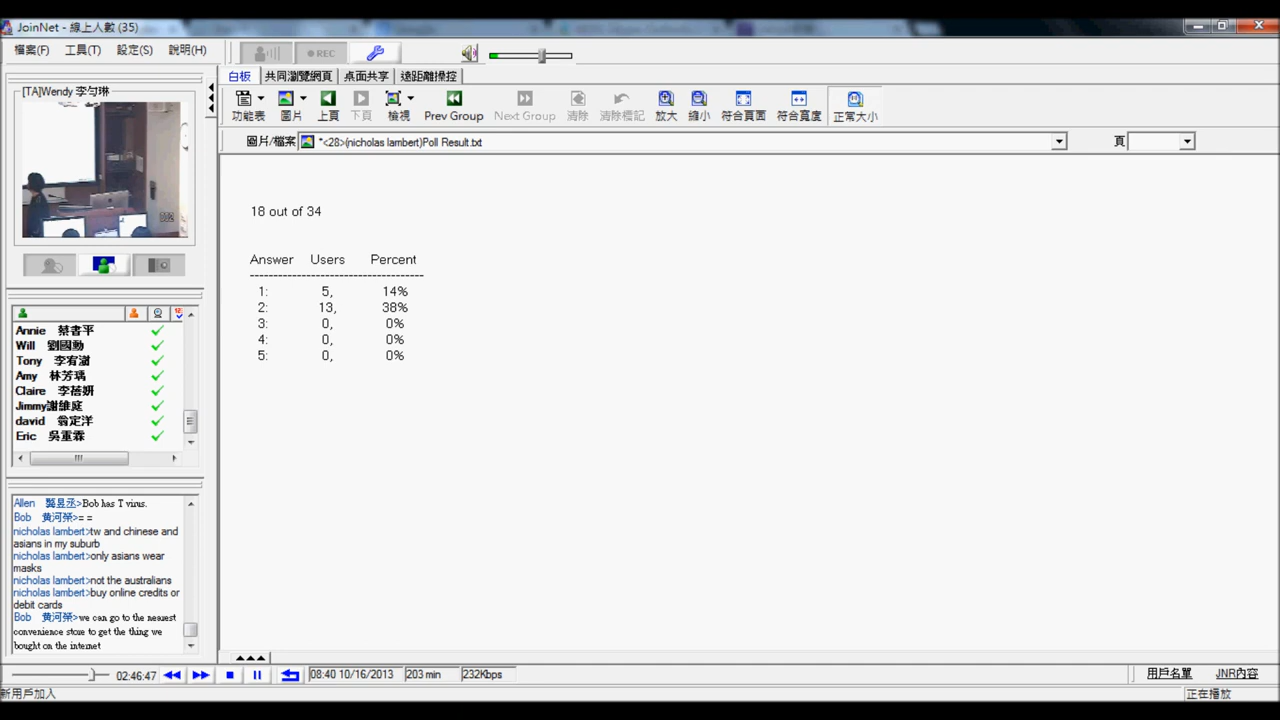 JoinNet - 線上人數 (35)
檔案(F) 工具(T) 設定(S) 說明(H)
REC
[TA]Wendy 李勻琳
白板 共同瀏覽網頁 桌面共享 遠距離操控
功能表 圖片 上頁 下頁 檢視 Prev Group Next Group 清除 清除標記 放大 縮小 符合頁面 符合寬度 正常大小
圖片/檔案 *<28>(nicholas lambert)Poll Result.txt 頁
18 out of 34
Answer Users Percent
------------------------------------
1: 5, 14%
2: 13, 38%
3: 0, 0%
4: 0, 0%
5: 0, 0%
Annie 蔡書平
Will 劉國勳
Tony 李宥澍
Amy 林芳瑀
Claire 李蓓妍
Jimmy謝維庭
david 翁定洋
Eric 吳重霖
Allen 龔昱丞>Bob has T virus.
Bob 黃河榮>= =
nicholas lambert>tw and chinese and
asians in my suburb
nicholas lambert>only asians wear
masks
nicholas lambert>not the australians
nicholas lambert>buy online credits or
debit cards
Bob 黃河榮>we can go to the nearest
convenience store to get the thing we
bought on the internet
02:46:47 08:40 10/16/2013 203 min 232Kbps 用戶名單 JNR內容
新用戶加入 正在播放